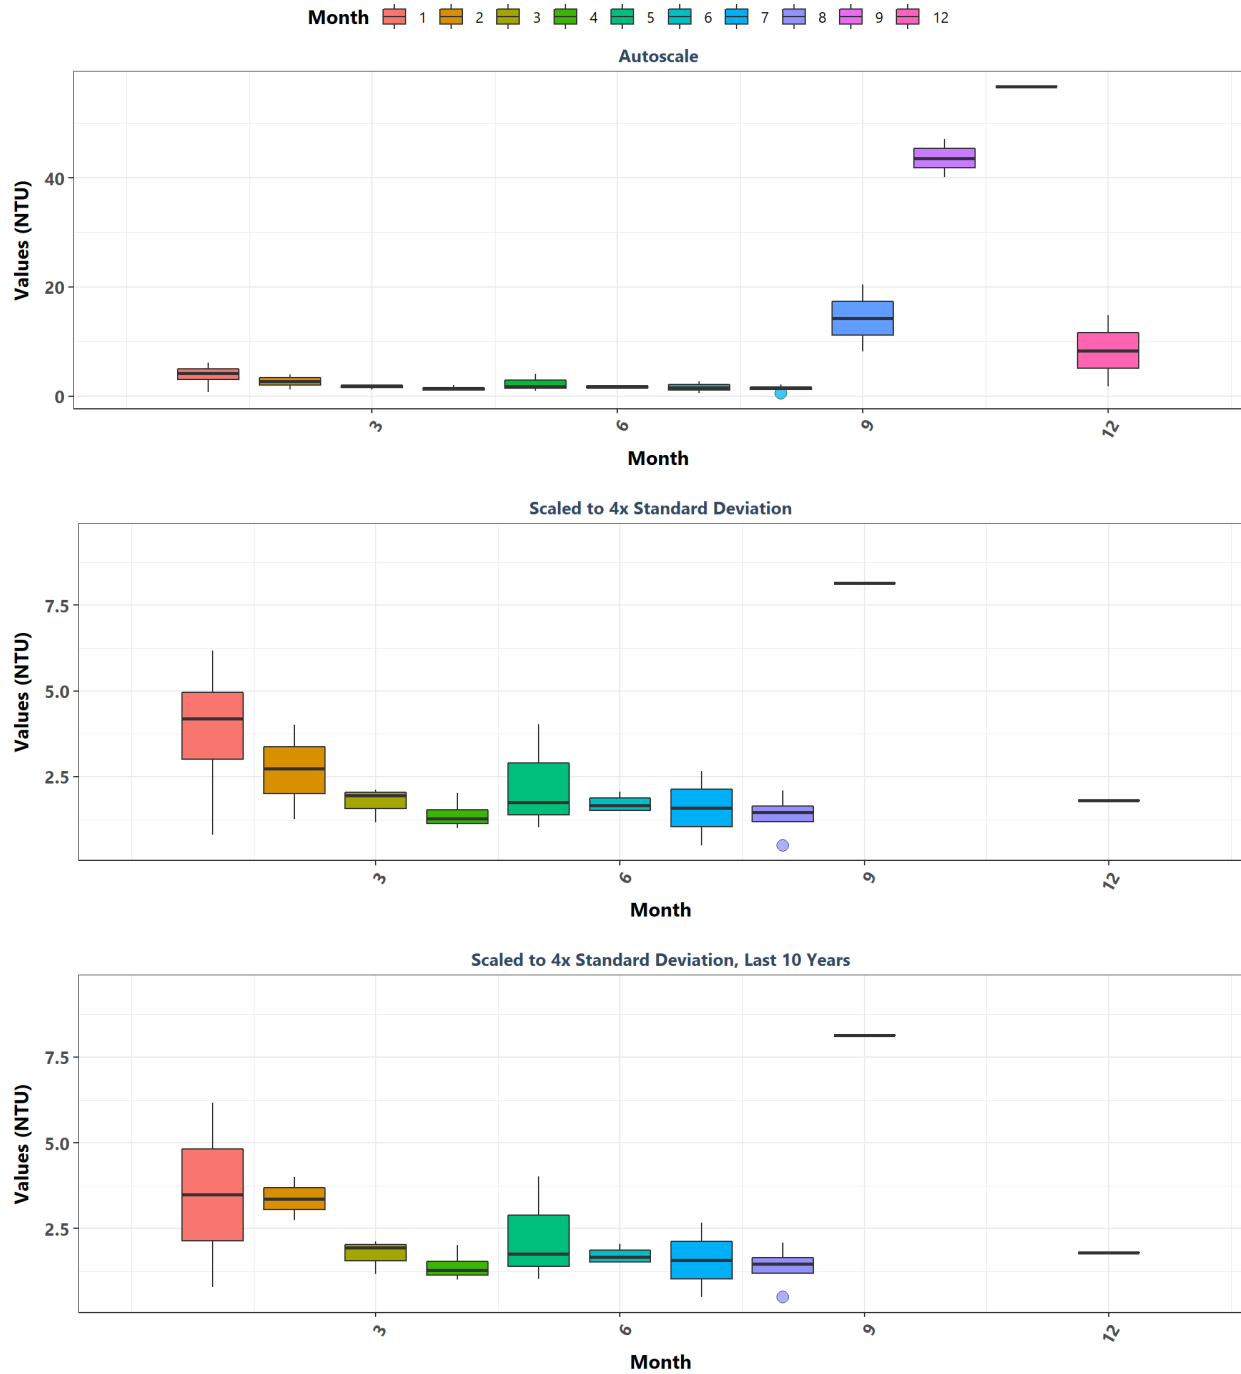 Month 1 2 3 4 5 6 7 8 9 12
Autoscale
Values (NTU)
40
20
0
3 6 9 12
Month
Scaled to 4x Standard Deviation
Values (NTU)
7.5
5.0
2.5
3 6 9 12
Month
Scaled to 4x Standard Deviation, Last 10 Years
Values (NTU)
7.5
5.0
2.5
3 6 9 12
Month